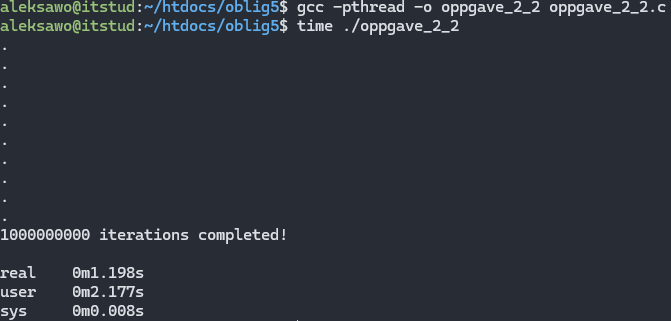 aleksawo@itstud:~/htdocs/oblig5$ gcc -pthread -o oppgave_2_2 oppgave_2_2.c
aleksawo@itstud:~/htdocs/oblig5$ time ./oppgave_2_2
.
.
.
.
.
.
.
.
.
.
1000000000 iterations completed!

real    0m1.198s
user    0m2.177s
sys     0m0.008s